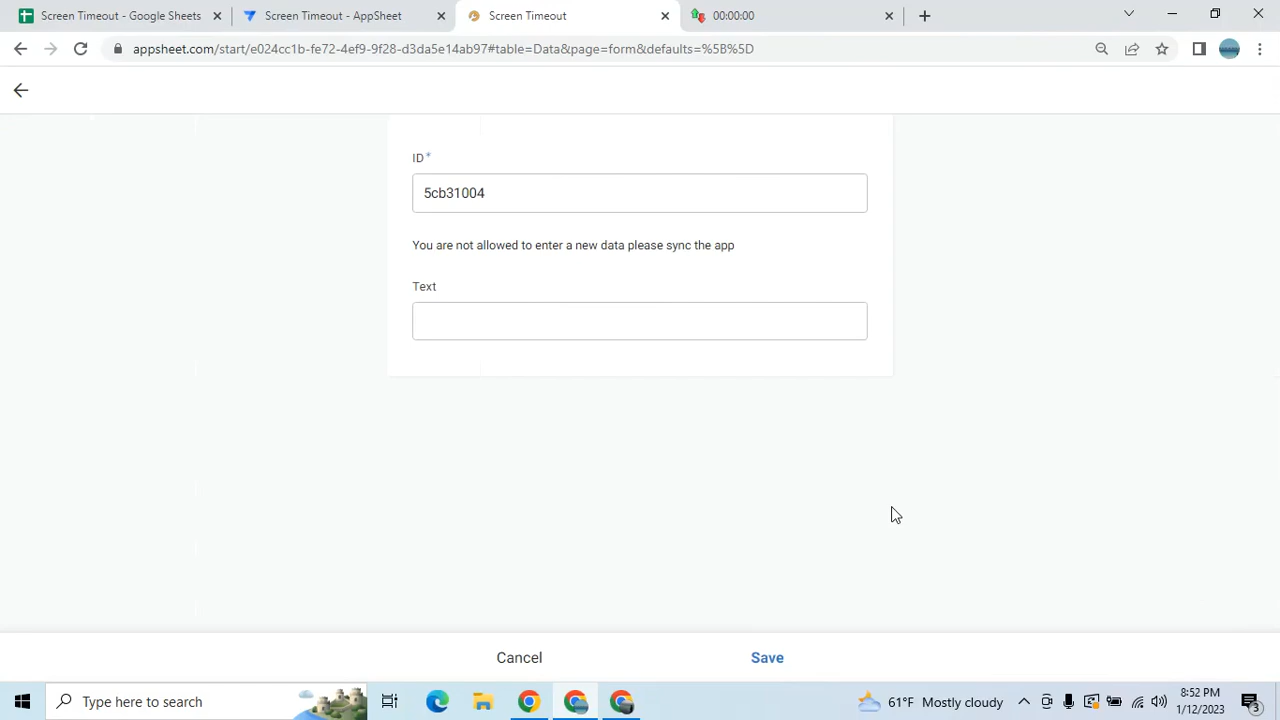 Screen Timeout - Google Sheets
Screen Timeout - AppSheet
Screen Timeout
00:00:00
appsheet.com/start/e024cc1b-fe72-4ef9-9f28-d3da5e14ab97#table=Data&page=form&defaults=%5B%5D
ID*
5cb31004
You are not allowed to enter a new data please sync the app
Text
Cancel
Save
Type here to search
61°F Mostly cloudy
8:52 PM
1/12/2023
3